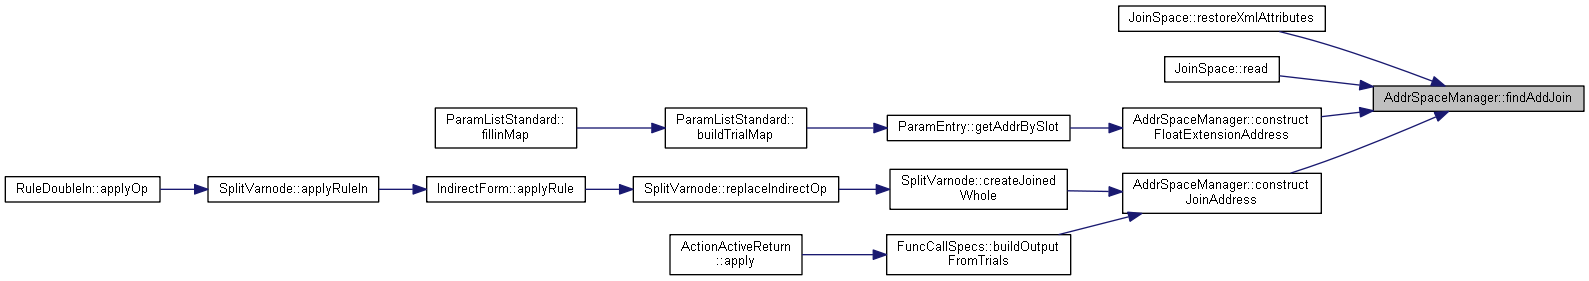 JoinSpace::restoreXmlAttributes
JoinSpace::read
AddrSpaceManager::findAddJoin
ParamListStandard::
fillinMap
ParamListStandard::
buildTrialMap
ParamEntry::getAddrBySlot
AddrSpaceManager::construct
FloatExtensionAddress
RuleDoubleIn::applyOp
SplitVarnode::applyRuleIn
IndirectForm::applyRule
SplitVarnode::replaceIndirectOp
SplitVarnode::createJoined
Whole
AddrSpaceManager::construct
JoinAddress
ActionActiveReturn
::apply
FuncCallSpecs::buildOutput
FromTrials